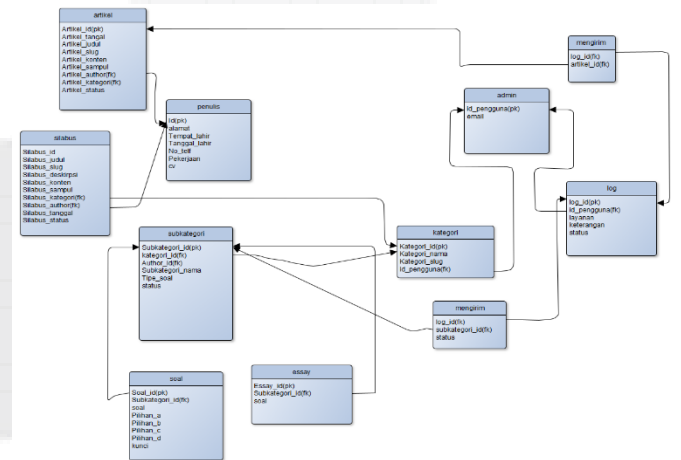 artikel
Artikel_id(pk)
Artikel_tangal
Artikel_judul
Artikel_slug
Artikel_konten
Artikel_sampul
Artikel_author(fk)
Artikel_kategori(fk)
Artikel_status
mengirim
log_id(fk)
artikel_id(fk)
admin
id_pengguna(pk)
email
penulis
Id(pk)
alamat
Tempat_lahir
Tanggal_lahir
No_telf
Pekerjaan
cv
silabus
Silabus_id
Silabus_judul
Silabus_slug
Silabus_deskripsi
Silabus_konten
Silabus_sampul
Silabus_kategori(fk)
Silabus_author(fk)
Silabus_tanggal
Silabus_status
log
log_id(pk)
id_pengguna(fk)
layanan
keterangan
status
subkategori
Subkategori_id(pk)
kategori_id(fk)
Author_id(fk)
Subkategori_nama
Tipe_soal
status
kategori
Kategori_id(pk)
Kategori_nama
Kategori_slug
Id_pengguna(fk)
mengirim
log_id(fk)
subkategori_id(fk)
status
soal
Soal_id(pk)
Subkategori_id(fk)
soal
Pilihan_a
Pilihan_b
Pilihan_c
Pilihan_d
kunci
essay
Essay_id(pk)
Subkategori_id(fk)
soal